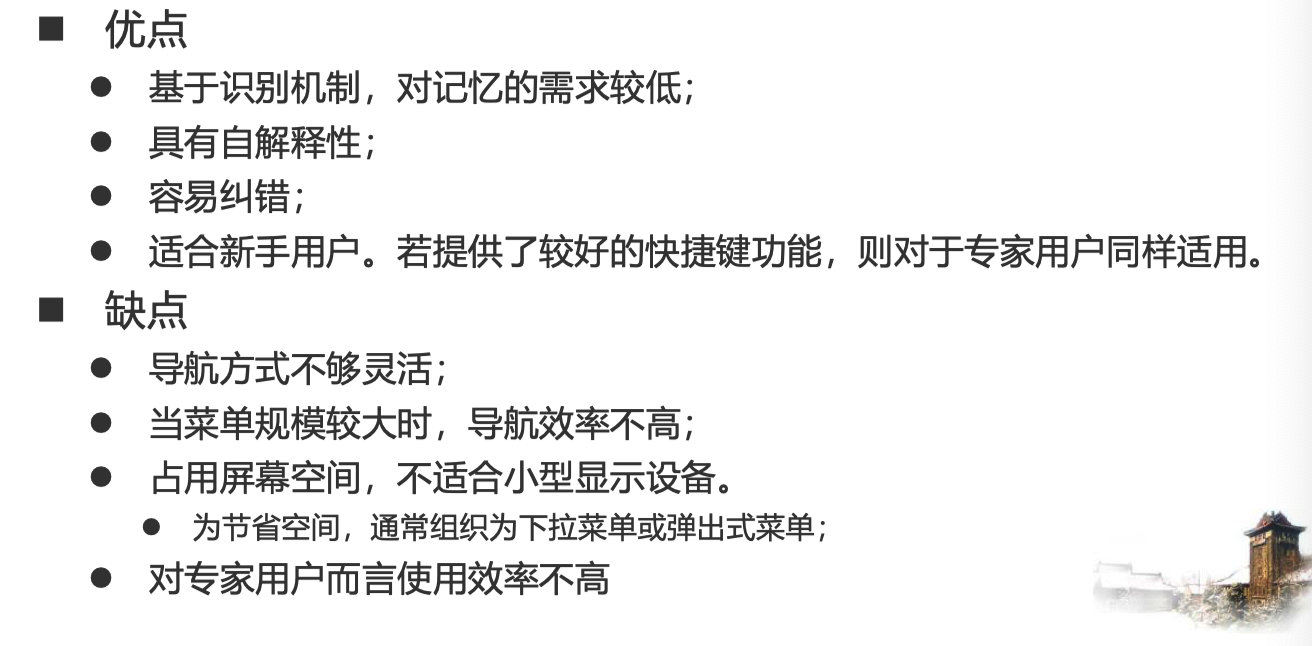 ■ 优点
● 基于识别机制，对记忆的需求较低；
● 具有自解释性；
● 容易纠错；
● 适合新手用户。若提供了较好的快捷键功能，则对于专家用户同样适用。
■ 缺点
● 导航方式不够灵活；
● 当菜单规模较大时，导航效率不高；
● 占用屏幕空间，不适合小型显示设备。
● 为节省空间，通常组织为下拉菜单或弹出式菜单；
● 对专家用户而言使用效率不高